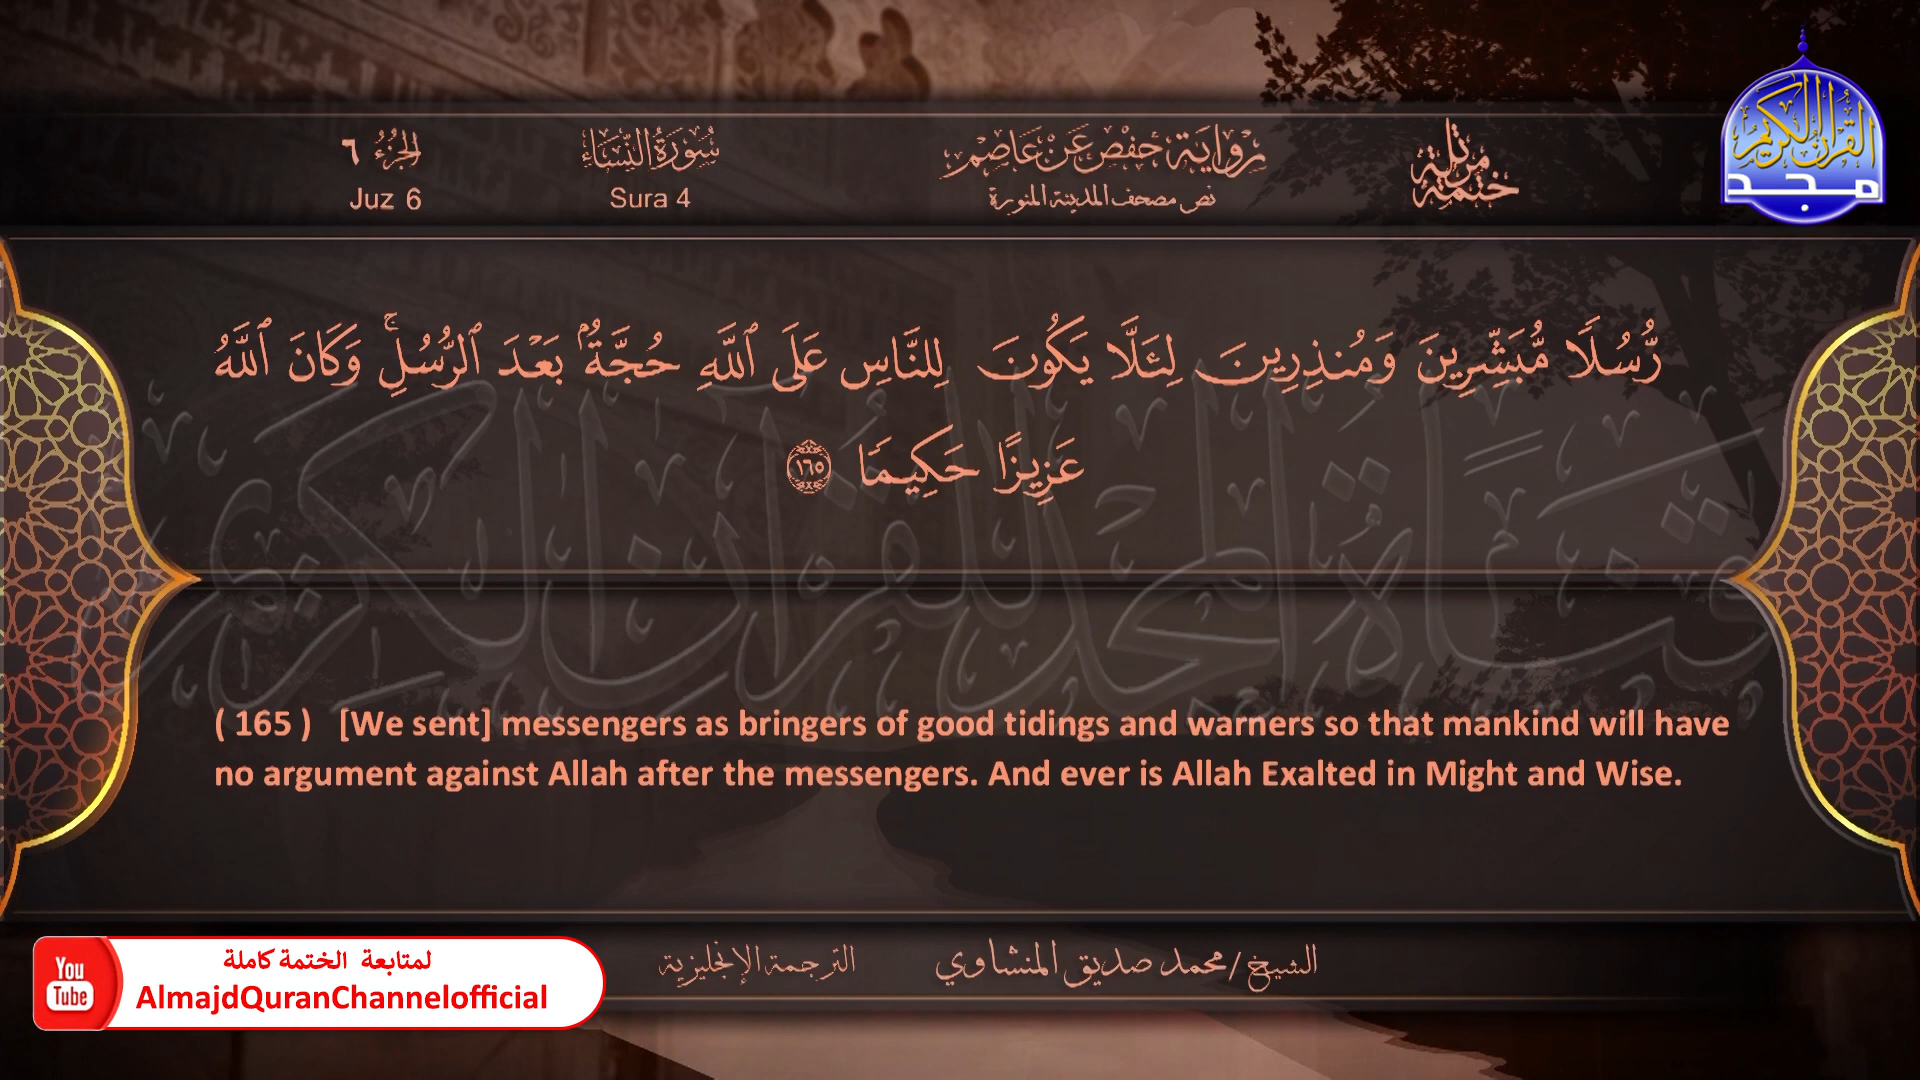 القرآن الكريم
مجد
ختمة مرتلة
رواية حفص عن عاصم
نص مصحف المدينة المنورة
سورة النساء
Sura 4
الجزء ٦
Juz 6
رُّسُلًا مُّبَشِّرِينَ وَمُنذِرِينَ لِئَلَّا يَكُونَ لِلنَّاسِ عَلَى ٱللَّهِ حُجَّةُۢ بَعْدَ ٱلرُّسُلِۚ وَكَانَ ٱللَّهُ
عَزِيزًا حَكِيمًا ١٦٥
قناة المجد للقرآن الكريم
( 165 ) [We sent] messengers as bringers of good tidings and warners so that mankind will have
no argument against Allah after the messengers. And ever is Allah Exalted in Might and Wise.
الشيخ / محمد صديق المنشاوي
الترجمة الإنجليزية
You
Tube
لمتابعة الختمة كاملة
AlmajdQuranChannelofficial